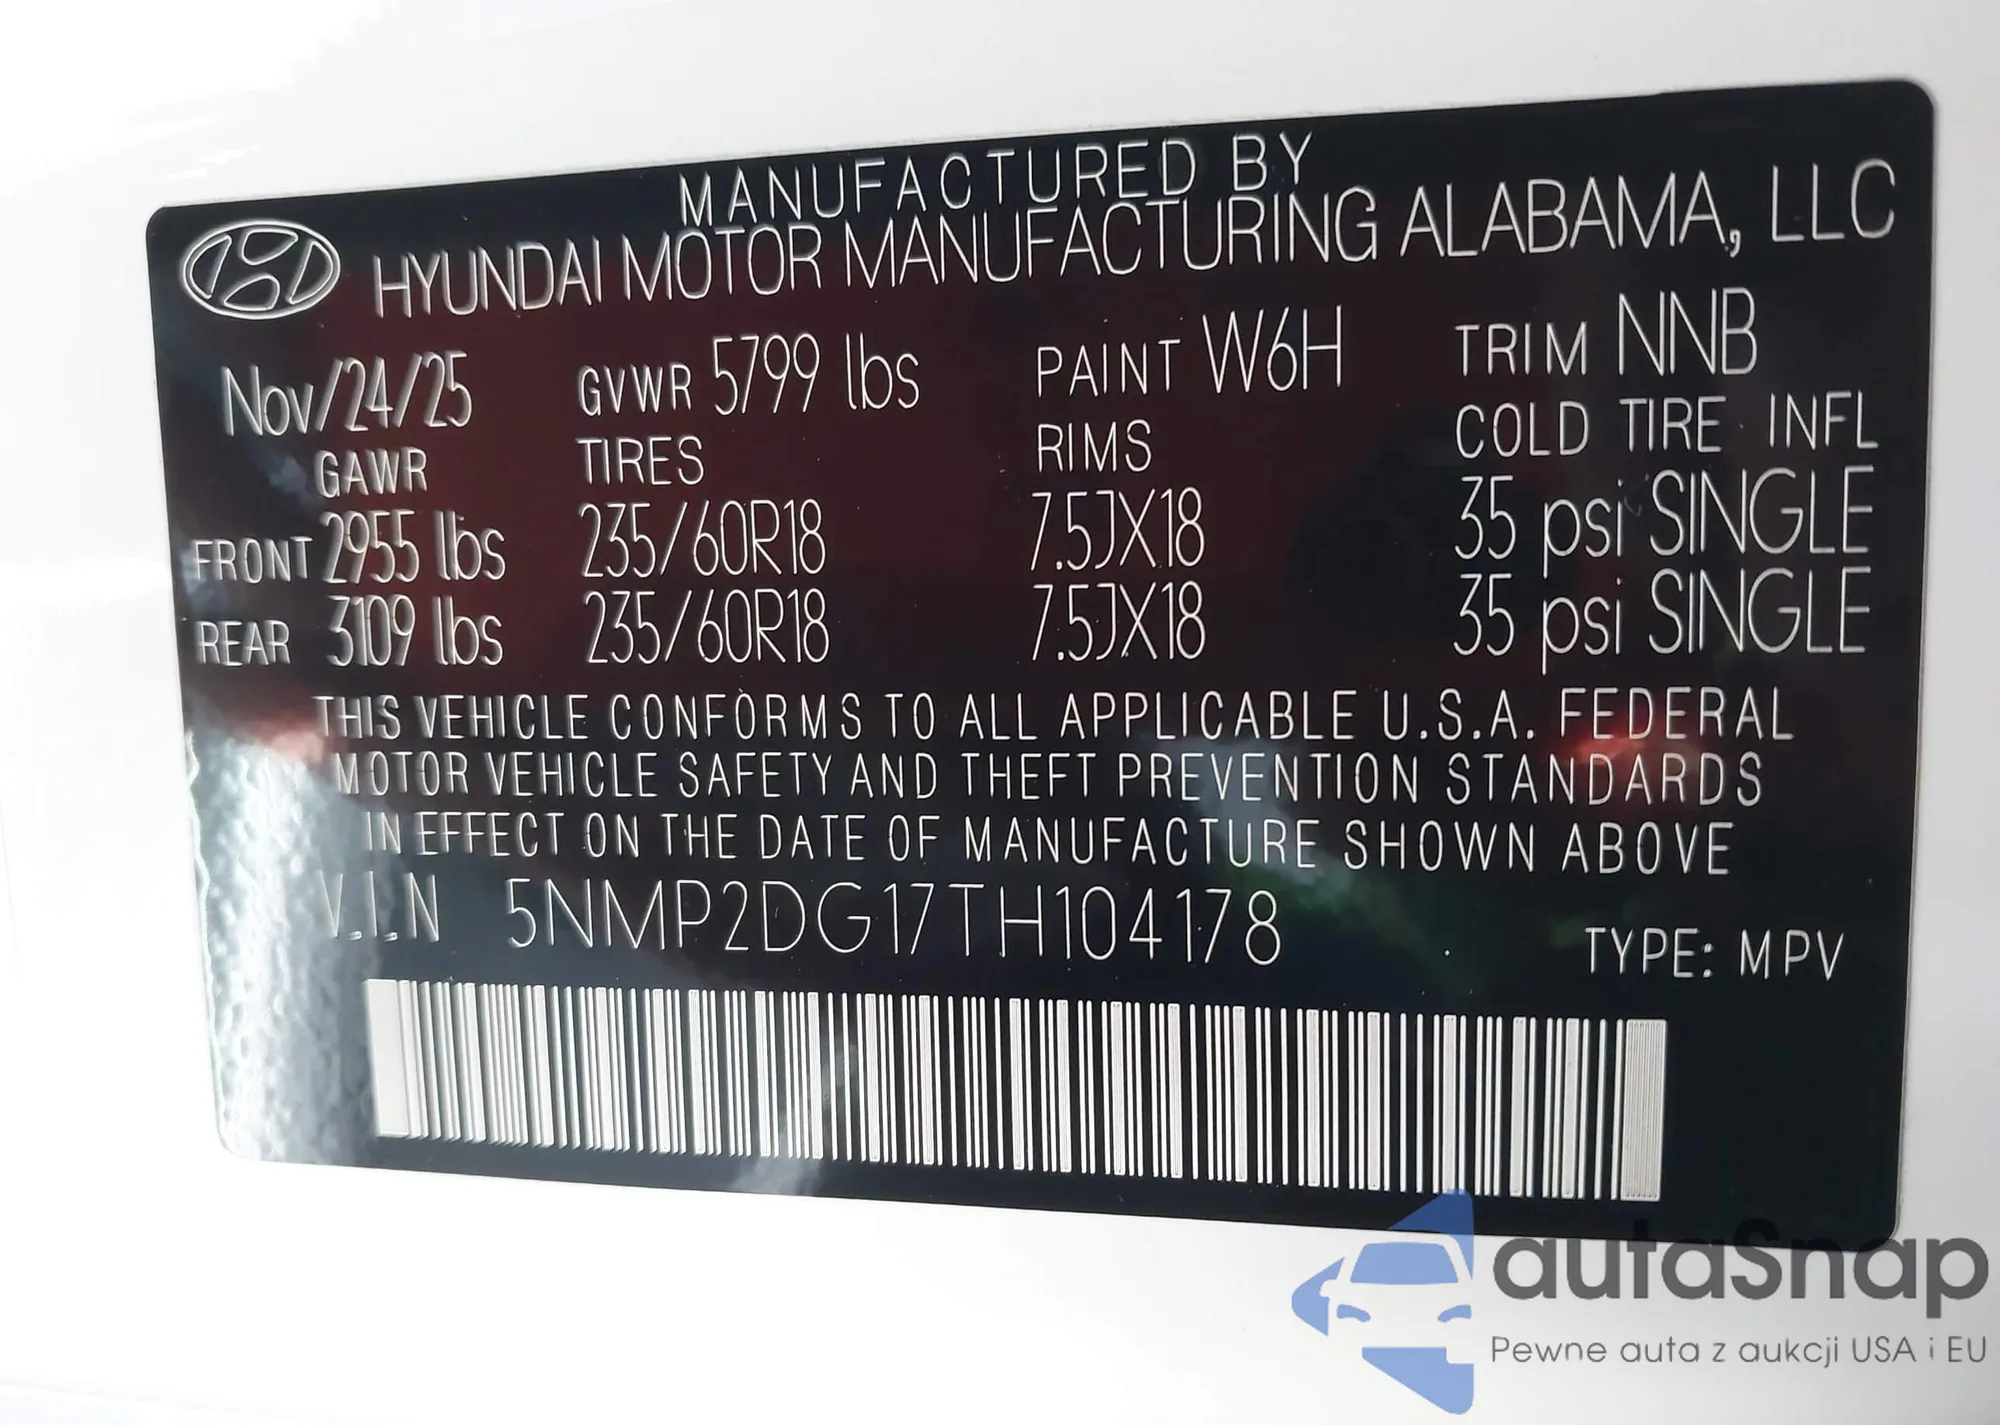 MANUFACTURED BY
HYUNDAI MOTOR MANUFACTURING ALABAMA, LLC
Nov/24/25 GVWR 5799 lbs PAINT W6H TRIM NNB
GAWR TIRES RIMS COLD TIRE INFL
FRONT 2955 lbs 235/60R18 7.5JX18 35 psi SINGLE
REAR 3109 lbs 235/60R18 7.5JX18 35 psi SINGLE
THIS VEHICLE CONFORMS TO ALL APPLICABLE U.S.A. FEDERAL
MOTOR VEHICLE SAFETY AND THEFT PREVENTION STANDARDS
IN EFFECT ON THE DATE OF MANUFACTURE SHOWN ABOVE
V.I.N 5NMP2DG17TH104178 TYPE: MPV
autaSnap
Pewne auta z aukcji USA i EU